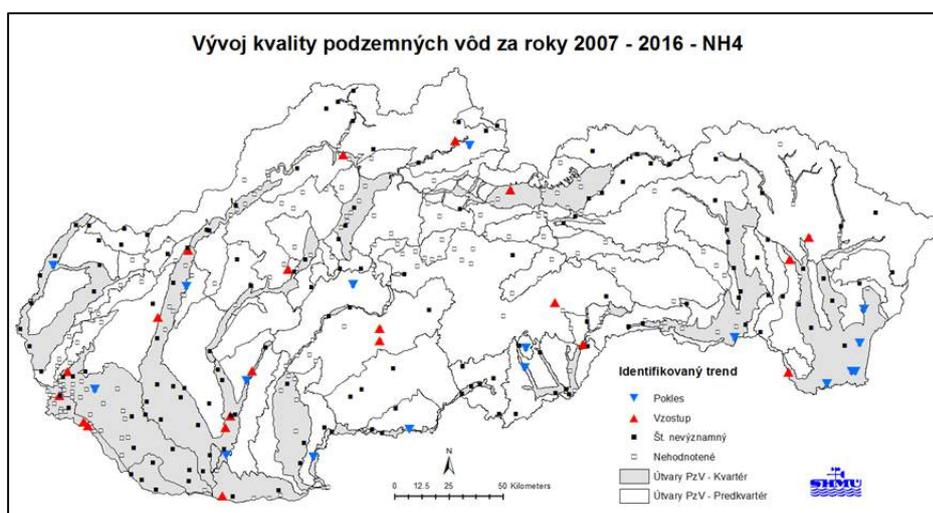 Vývoj kvality podzemných vôd za roky 2007 - 2016 - NH4
Identifikovaný trend
Pokles
Vzostup
Št. nevýznamný
Nehodnotené
Útvary PzV - Kvartér
Útvary PzV - Predkvartér
N
0 12.5 25 50 Kilometers
SHMÚ